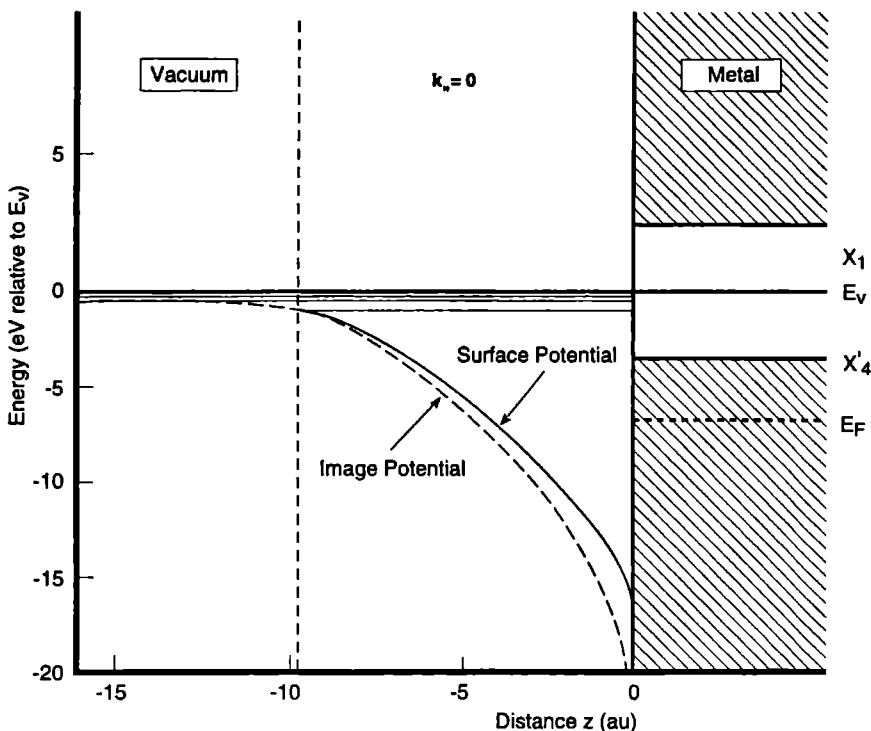 Vacuum
k„= 0
Metal
Energy (eV relative to Ev)
5
0
-5
-10
-15
-20
X1
Ev
X'4
EF
Surface Potential
Image Potential
-15
-10
-5
0
Distance z (au)